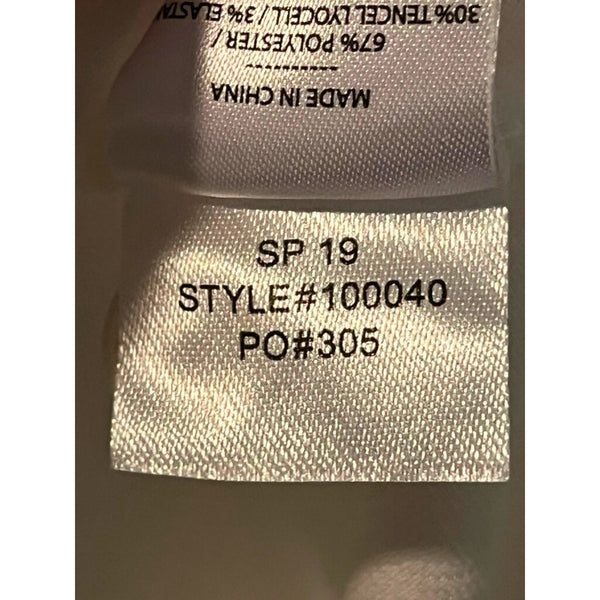 MADE IN CHINA
------------
67% POLYESTER /
30% TENCEL LYOCELL / 3%
SP 19
STYLE#100040
PO#305